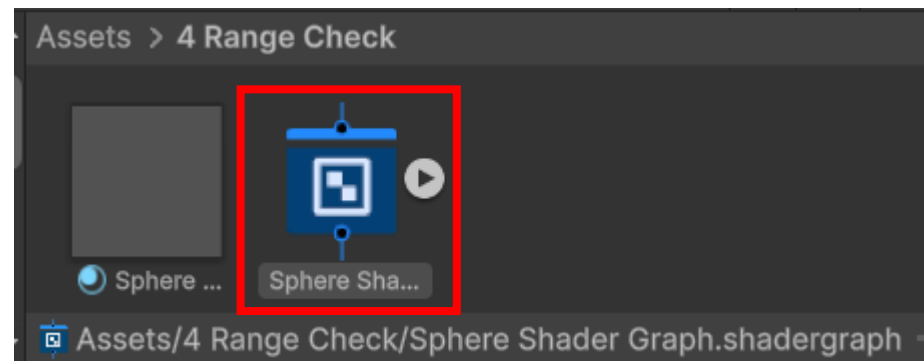 Assets > 4 Range Check
Sphere ...
Sphere Sha...
Assets/4 Range Check/Sphere Shader Graph.shadergraph